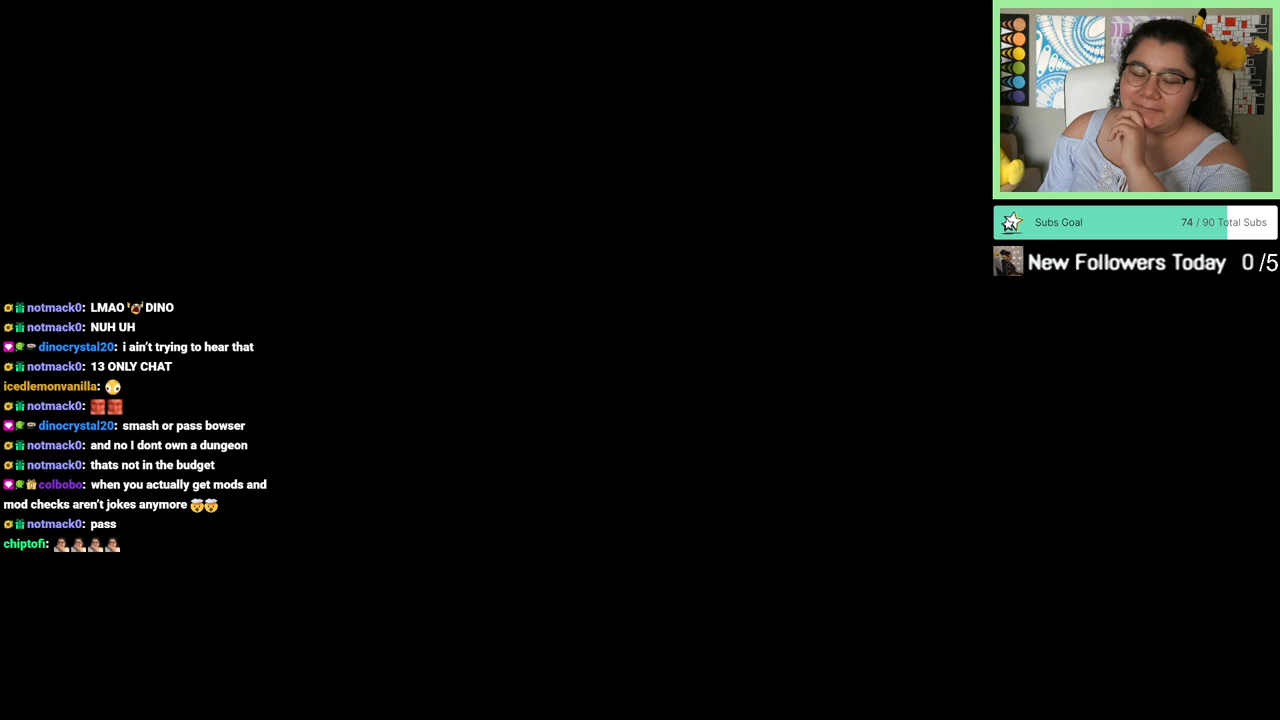 Subs Goal 74 / 90 Total Subs
New Followers Today 0 /5
notmack0: LMAO DINO
notmack0: NUH UH
dinocrystal20: i ain't trying to hear that
notmack0: 13 ONLY CHAT
icedlemonvanilla:
notmack0:
dinocrystal20: smash or pass bowser
notmack0: and no I dont own a dungeon
notmack0: thats not in the budget
colbobo: when you actually get mods and
mod checks aren't jokes anymore 🤯🤯
notmack0: pass
chiptofi: